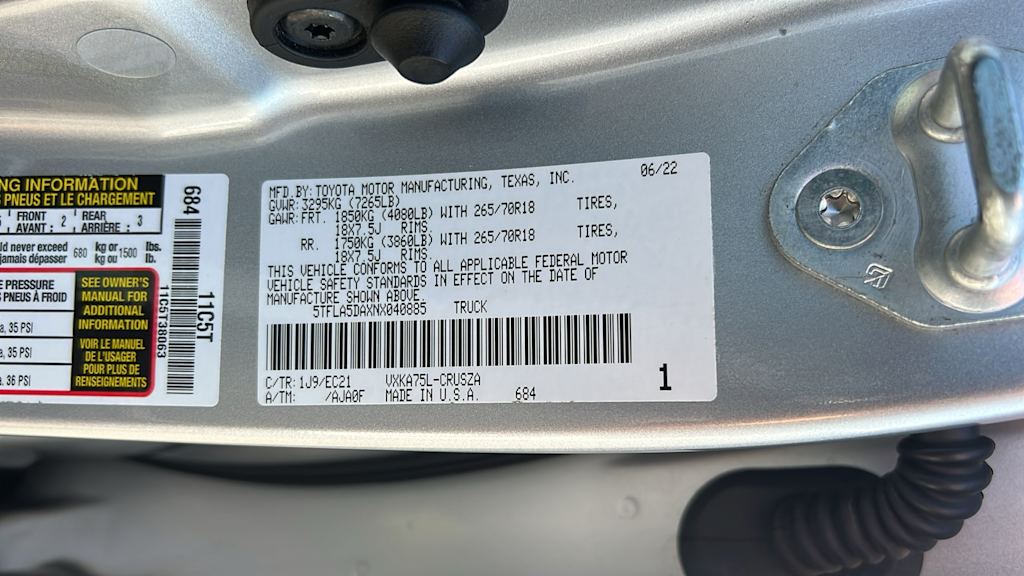 NG INFORMATION
S PNEUS ET LE CHARGEMENT
FRONT AVANT : 2
REAR ARRIÈRE : 3
ld never exceed 680 kg or 1500 lbs.
jamais dépasser kg ou lb.
PRESSURE
PNEUS À FROID
a, 35 PSI
a, 35 PSI
a. 36 PSI
SEE OWNER'S
MANUAL FOR
ADDITIONAL
INFORMATION
VOIR LE MANUEL
DE L'USAGER
POUR PLUS DE
RENSEIGNEMENTS
684
11C5T
11C5T38063
MFD.BY:TOYOTA MOTOR MANUFACTURING, TEXAS, INC. 06/22
GVWR:3295KG (7265LB)
GAWR:FRT. 1850KG (4080LB) WITH 265/70R18 TIRES,
18X7.5J RIMS.
RR. 1750KG (3860LB) WITH 265/70R18 TIRES,
18X7.5J RIMS.
THIS VEHICLE CONFORMS TO ALL APPLICABLE FEDERAL MOTOR
VEHICLE SAFETY STANDARDS IN EFFECT ON THE DATE OF
MANUFACTURE SHOWN ABOVE.
5TFLA5DAXNX040885 TRUCK
C/TR:1J9/EC21 VXKA75L-CRUSZA
A/TM: /AJA0F MADE IN U.S.A. 684
1